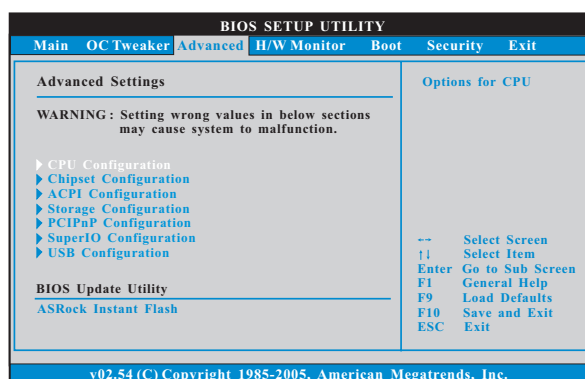 BIOS SETUP UTILITY
Main OC Tweaker Advanced H/W Monitor Boot Security Exit
Advanced Settings
WARNING : Setting wrong values in below sections
may cause system to malfunction.
CPU Configuration
Chipset Configuration
ACPI Configuration
Storage Configuration
PCIPnP Configuration
SuperIO Configuration
USB Configuration
BIOS Update Utility
ASRock Instant Flash
Options for CPU
←→ Select Screen
↑↓ Select Item
Enter Go to Sub Screen
F1 General Help
F9 Load Defaults
F10 Save and Exit
ESC Exit
v02.54 (C) Copyright 1985-2005, American Megatrends, Inc.